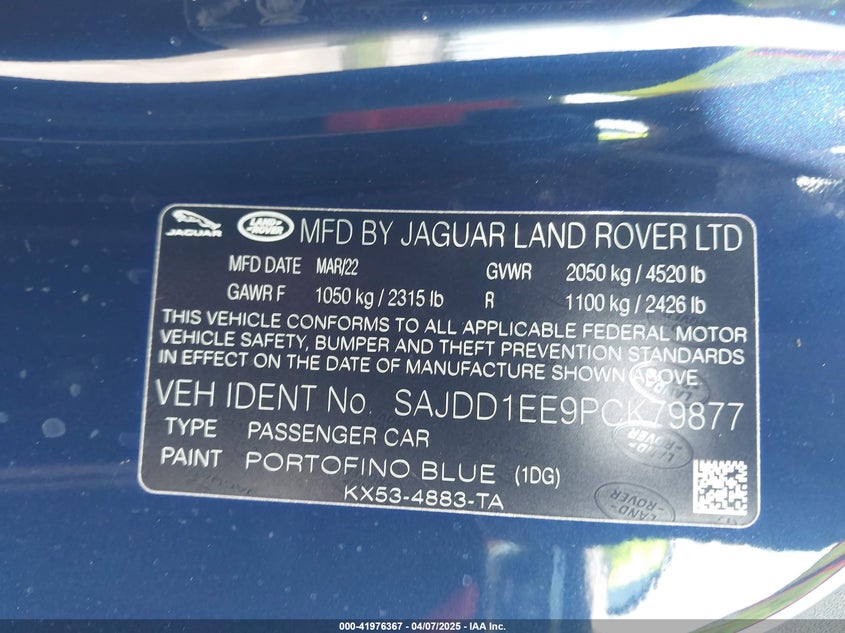 JAGUAR LAND ROVER MFD BY JAGUAR LAND ROVER LTD
MFD DATE MAR/22 GVWR 2050 kg / 4520 lb
GAWR F 1050 kg / 2315 lb R 1100 kg / 2426 lb
THIS VEHICLE CONFORMS TO ALL APPLICABLE FEDERAL MOTOR
VEHICLE SAFETY, BUMPER AND THEFT PREVENTION STANDARDS
IN EFFECT ON THE DATE OF MANUFACTURE SHOWN ABOVE.
VEH IDENT No. SAJDD1EE9PCK79877
TYPE PASSENGER CAR
PAINT PORTOFINO BLUE (1DG)
KX53-4883-TA
LAND-ROVER
000-41976367 - 04/07/2025 - IAA Inc.